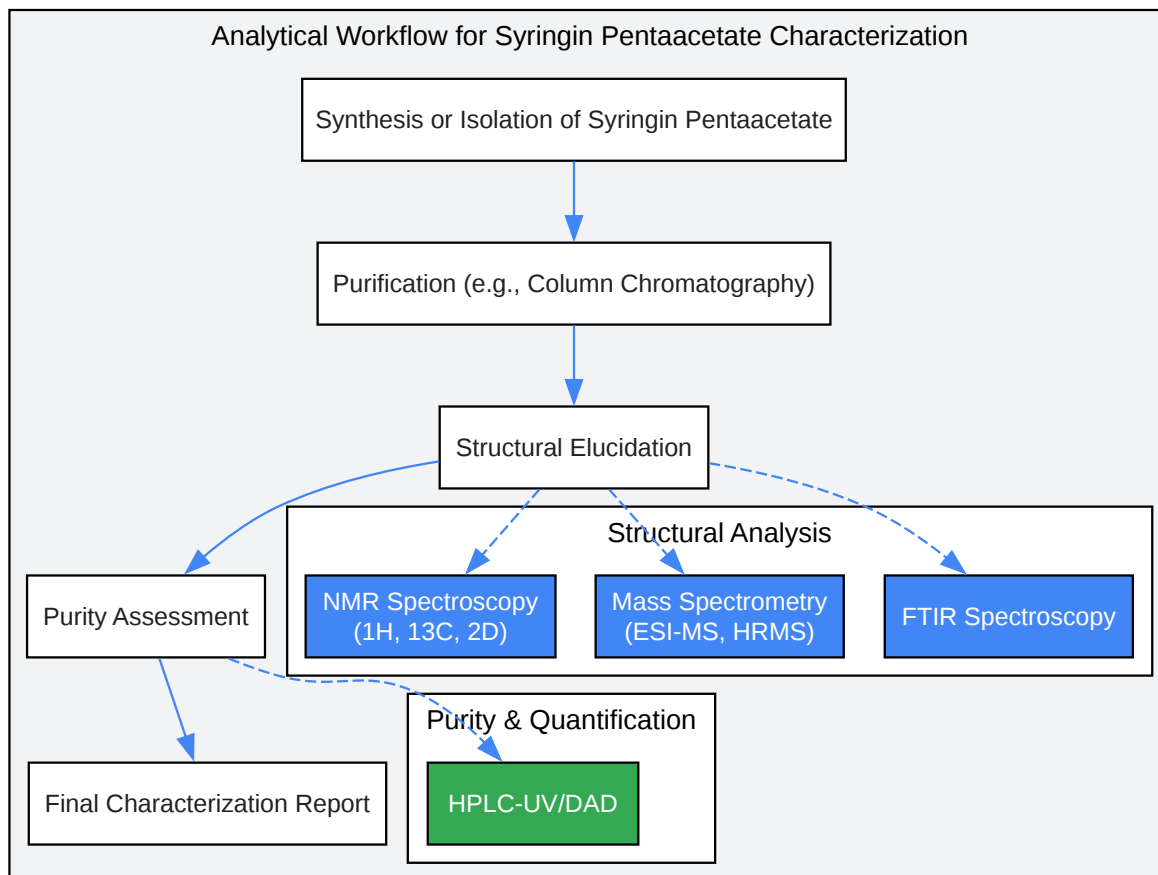 Analytical Workflow for Syringin Pentaacetate Characterization
Synthesis or Isolation of Syringin Pentaacetate
Purification (e.g., Column Chromatography)
Structural Elucidation
Structural Analysis
Purity Assessment
NMR Spectroscopy
(1H, 13C, 2D)
Mass Spectrometry
(ESI-MS, HRMS)
FTIR Spectroscopy
Purity & Quantification
Final Characterization Report
HPLC-UV/DAD